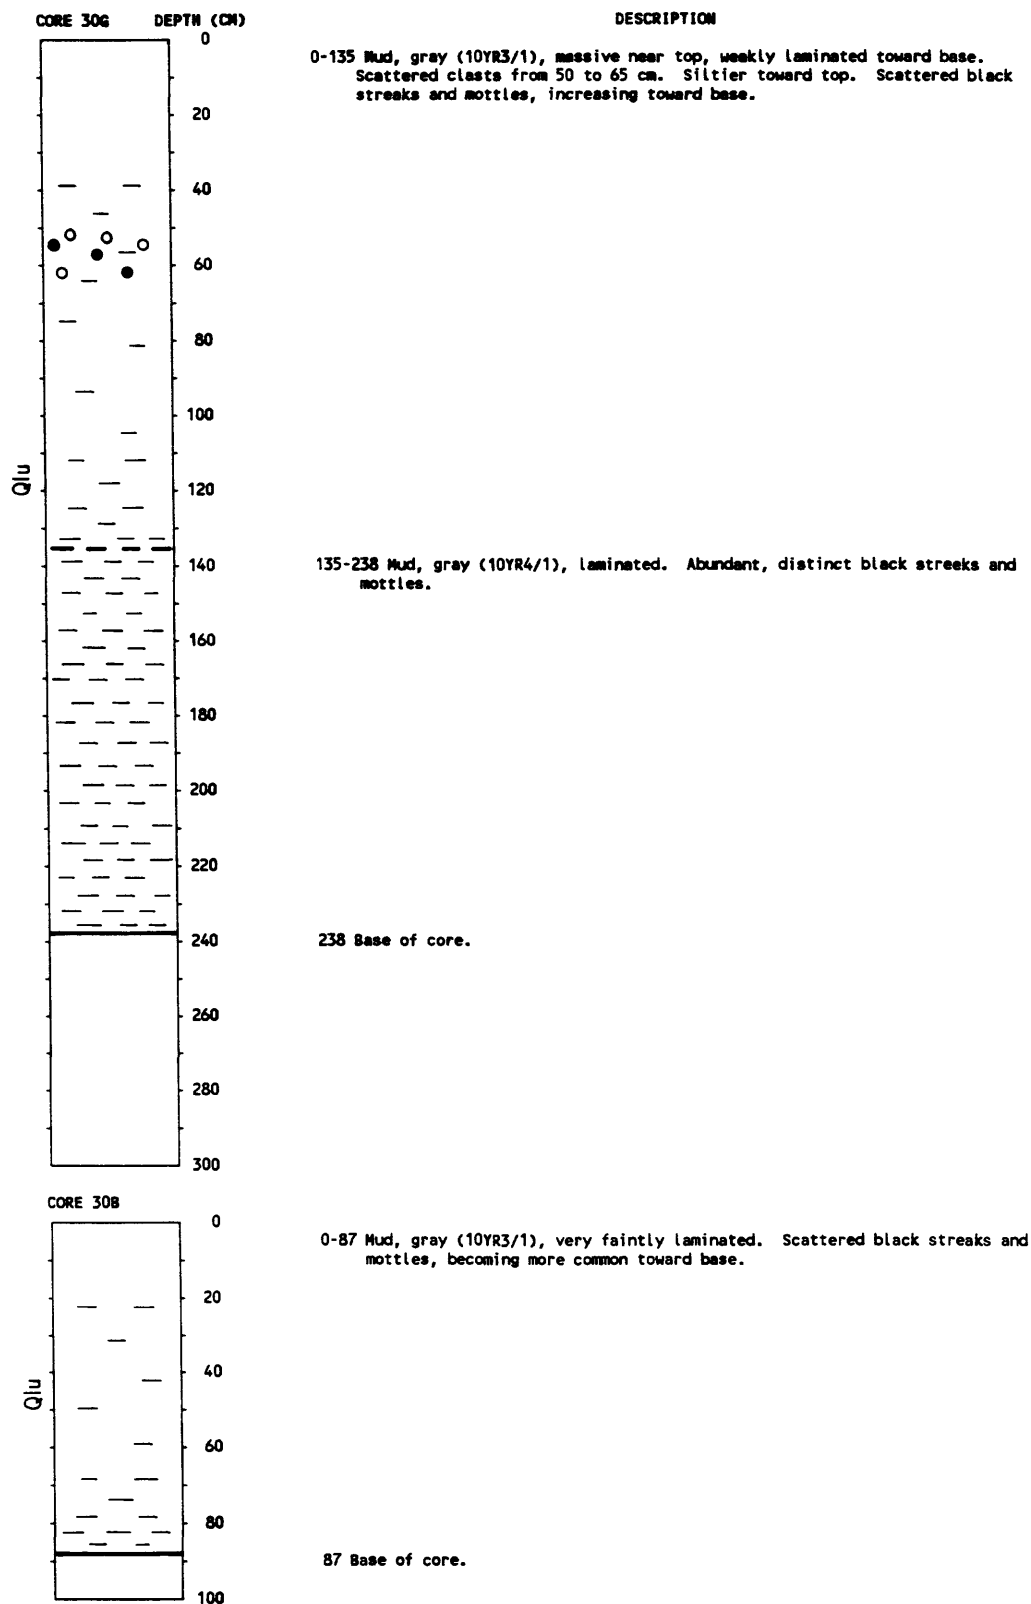 CORE 30G DEPTH (CM) DESCRIPTION
0
0-135 Mud, gray (10YR3/1), massive near top, weakly laminated toward base.
Scattered clasts from 50 to 65 cm. Siltier toward top. Scattered black
streaks and mottles, increasing toward base.
20
40
60
80
100
Qlu
120
140
135-238 Mud, gray (10YR4/1), laminated. Abundant, distinct black streeks and
mottles.
160
180
200
220
240
238 Base of core.
260
280
300
CORE 30B
0
0-87 Mud, gray (10YR3/1), very faintly laminated. Scattered black streaks and
mottles, becoming more common toward base.
20
40
Qlu
60
80
87 Base of core.
100